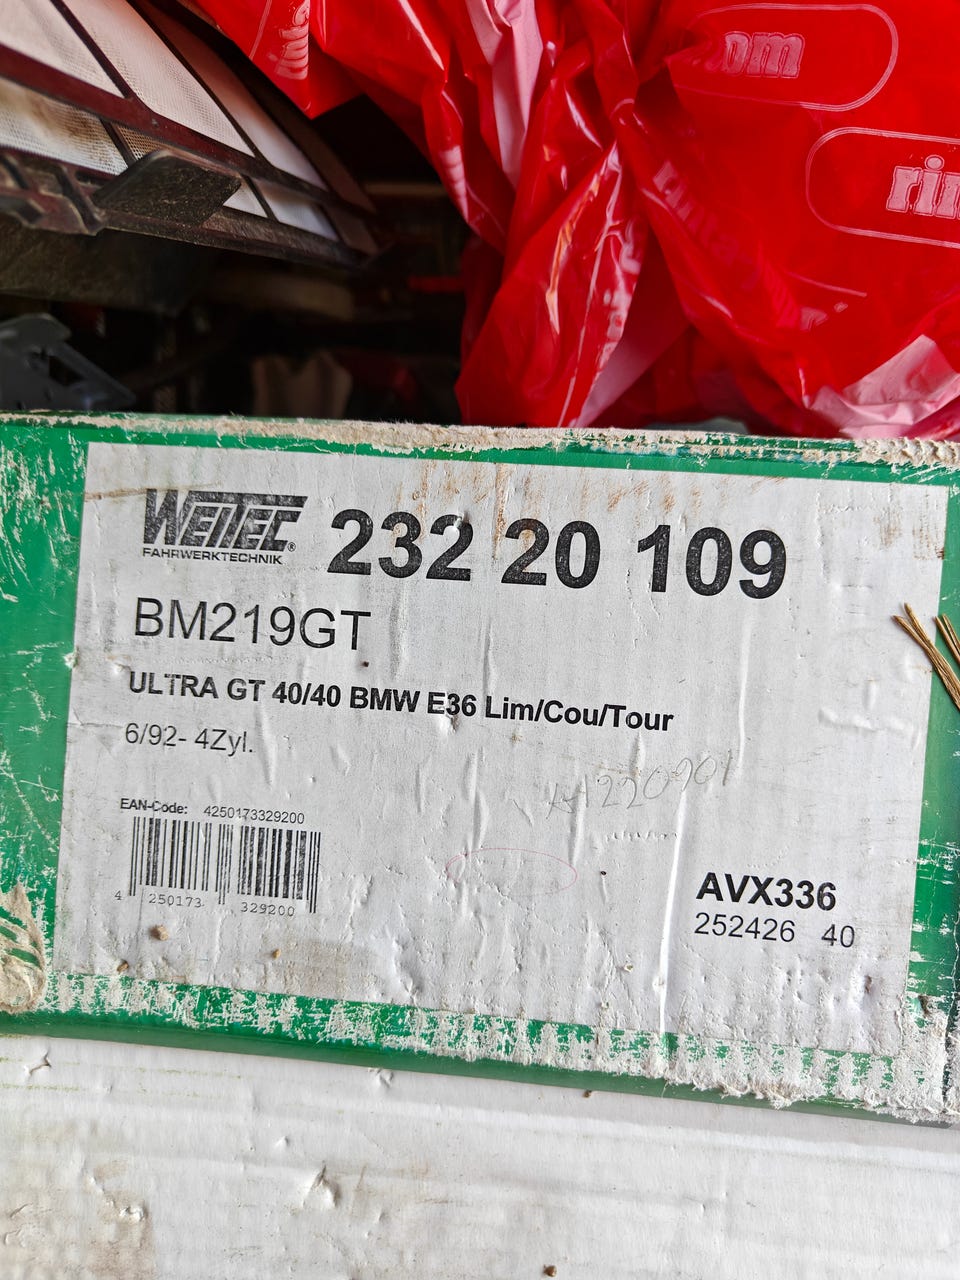 WEITEC®
FAHRWERKTECHNIK
232 20 109
BM219GT
ULTRA GT 40/40 BMW E36 Lim/Cou/Tour
6/92- 4Zyl.
EAN-Code: 4250173329200
4 250173 329200
AVX336
252426 40